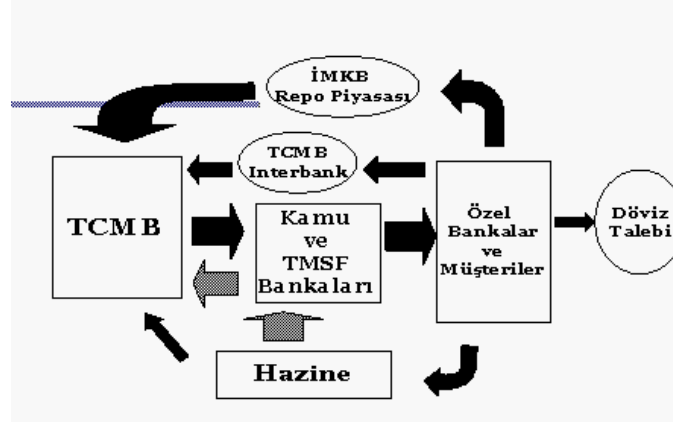 İMKB
Repo Piyasası
TCMB
Interbank
TCMB
Kamu
ve
TMSF
Bankaları
Özel
Bankalar
ve
Müşteriler
Döviz
Talebi
Hazine